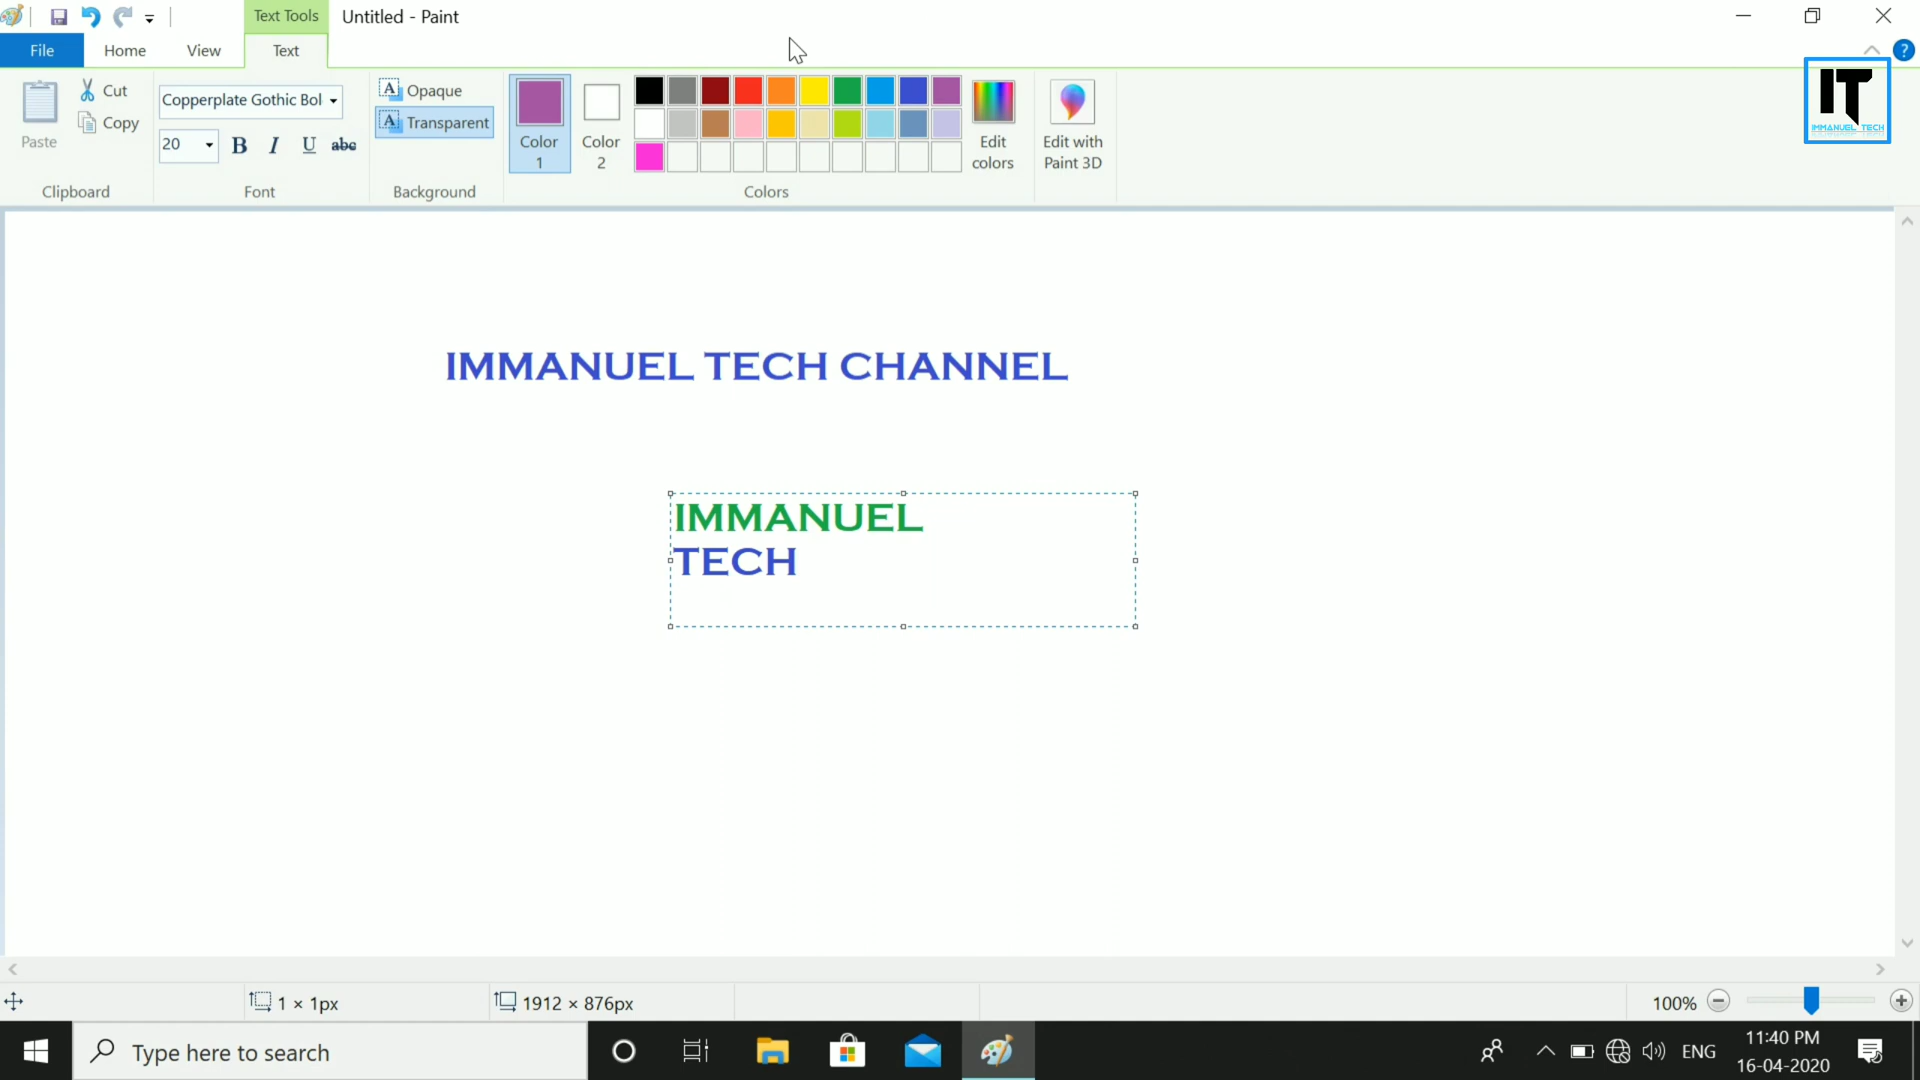 Text Tools
Untitled - Paint
File
Home
View
Text
Paste
Cut
Copy
Clipboard
Copperplate Gothic Bol
20
B
I
U
abc
Font
A
Opaque
A
Transparent
Background
Color
1
Color
2
Colors
Edit
colors
Edit with
Paint 3D
?
IT
IMMANUEL TECH
IMMANUEL TECH CHANNEL
IMMANUEL
TECH
1 × 1px
1912 × 876px
100%
Type here to search
ENG
11:40 PM
16-04-2020